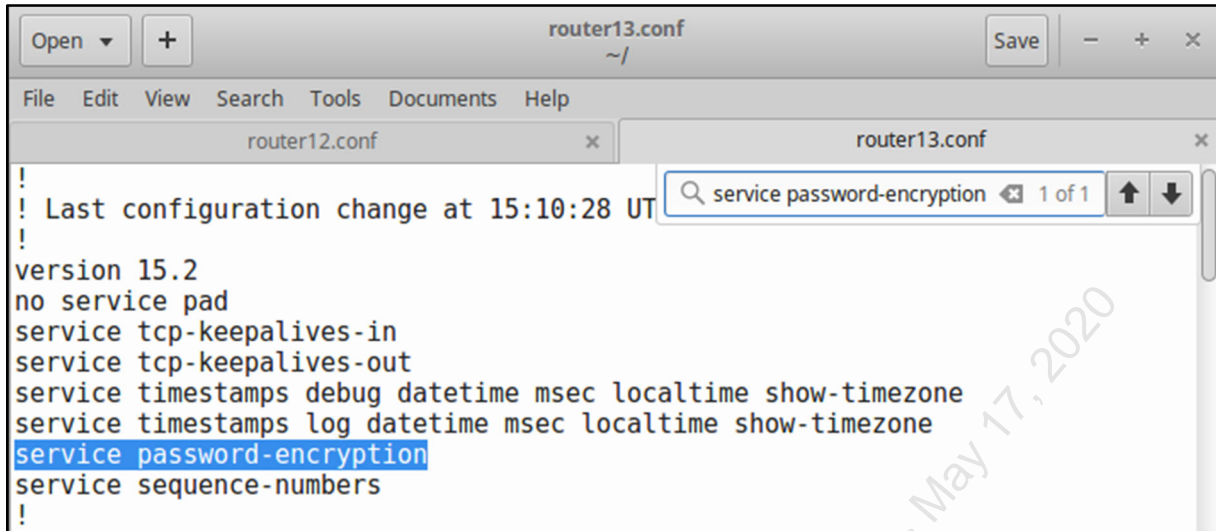 Open
+
router13.conf
~/
Save
File Edit View Search Tools Documents Help
router12.conf
router13.conf
service password-encryption 1 of 1
!
! Last configuration change at 15:10:28 UT
!
version 15.2
no service pad
service tcp-keepalives-in
service tcp-keepalives-out
service timestamps debug datetime msec localtime show-timezone
service timestamps log datetime msec localtime show-timezone
service password-encryption
service sequence-numbers
!
May 17, 2020